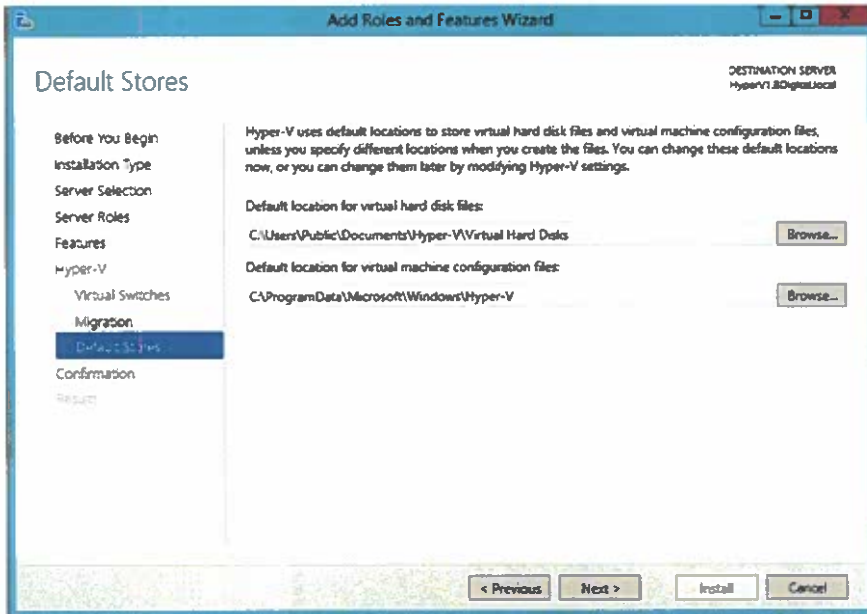 Add Roles and Features Wizard
Default Stores
DESTINATION SERVER
Before You Begin
Installation Type
Server Selection
Server Roles
Features
Hyper-V
Virtual Switches
Migration
Default Stores
Confirmation
Results
Hyper-V uses default locations to store virtual hard disk files and virtual machine configuration files,
unless you specify different locations when you create the files. You can change these default locations
now, or you can change them later by modifying Hyper-V settings.
Default location for virtual hard disk files:
C:\Users\Public\Documents\Hyper-V\Virtual Hard Disks
Browse...
Default location for virtual machine configuration files:
C:\ProgramData\Microsoft\Windows\Hyper-V
Browse...
< Previous
Next >
Install
Cancel